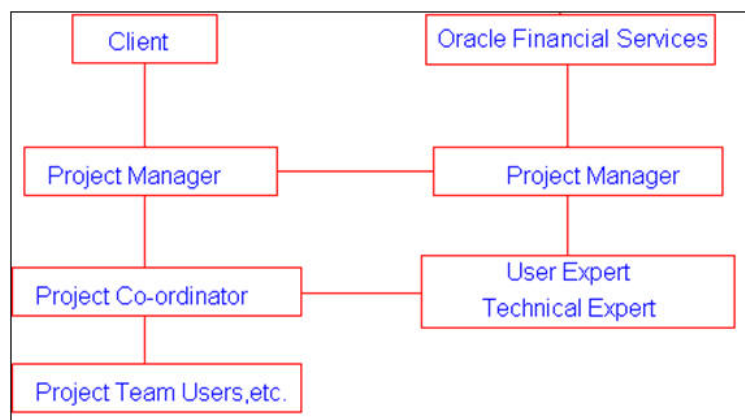 Client
Oracle Financial Services
Project Manager
Project Manager
Project Co-ordinator
User Expert
Technical Expert
Project Team Users,etc.